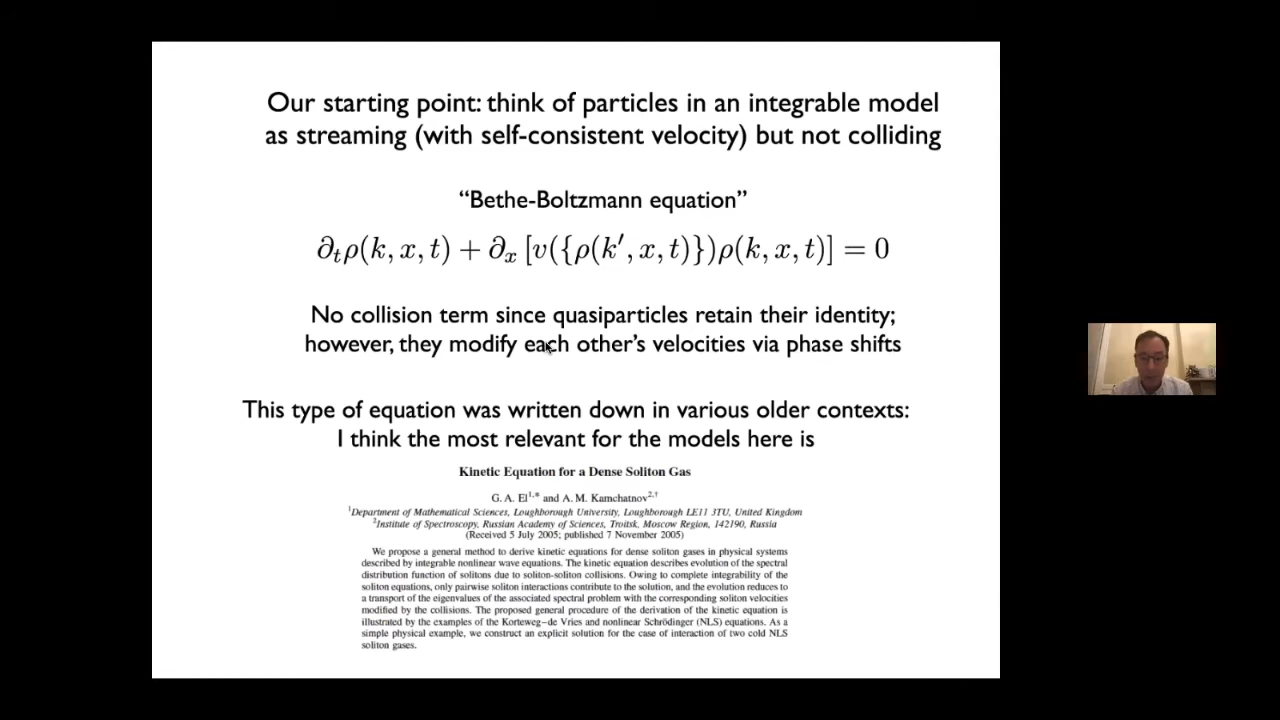 Our starting point: think of particles in an integrable model
as streaming (with self-consistent velocity) but not colliding
“Bethe-Boltzmann equation”
∂ₜρ(k, x, t) + ∂ₓ [v({ρ(k′, x, t)})ρ(k, x, t)] = 0
No collision term since quasiparticles retain their identity;
however, they modify each other’s velocities via phase shifts
This type of equation was written down in various older contexts:
I think the most relevant for the models here is
Kinetic Equation for a Dense Soliton Gas
G. A. El¹,* and A. M. Kamchatnov²,†
¹Department of Mathematical Sciences, Loughborough University, Loughborough LE11 3TU, United Kingdom
²Institute of Spectroscopy, Russian Academy of Sciences, Troitsk, Moscow Region, 142190, Russia
(Received 5 July 2005; published 7 November 2005)
We propose a general method to derive kinetic equations for dense soliton gases in physical systems
described by integrable nonlinear wave equations. The kinetic equation describes evolution of the spectral
distribution function of solitons due to soliton-soliton collisions. Owing to complete integrability of the
soliton equations, only pairwise soliton interactions contribute to the solution, and the evolution reduces to
a transport of the eigenvalues of the associated spectral problem with the corresponding soliton velocities
modified by the collisions. The proposed general procedure of the derivation of the kinetic equation is
illustrated by the examples of the Korteweg–de Vries and nonlinear Schrödinger (NLS) equations. As a
simple physical example, we construct an explicit solution for the case of interaction of two cold NLS
soliton gases.